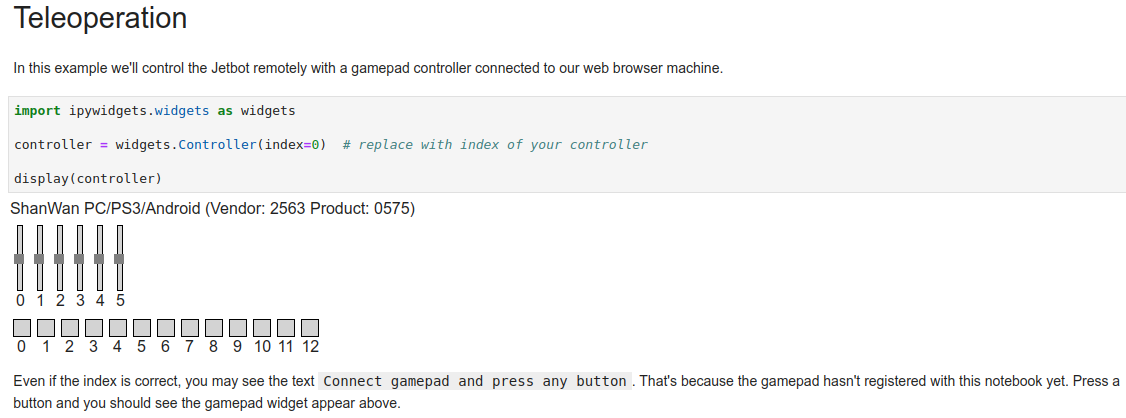 Teleoperation
In this example we'll control the Jetbot remotely with a gamepad controller connected to our web browser machine.
import ipywidgets.widgets as widgets
controller = widgets.Controller(index=0)  # replace with index of your controller
display(controller)
ShanWan PC/PS3/Android (Vendor: 2563 Product: 0575)
0 1 2 3 4 5
0 1 2 3 4 5 6 7 8 9 10 11 12
Even if the index is correct, you may see the text Connect gamepad and press any button . That's because the gamepad hasn't registered with this notebook yet. Press a
button and you should see the gamepad widget appear above.